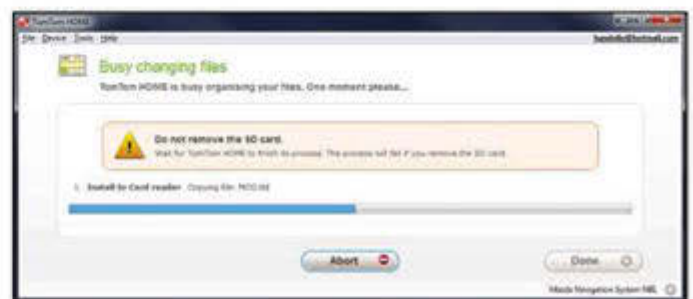 TomTom HOME
File Device Tools Help
Busy changing files
TomTom HOME is busy organising your files. One moment please...
Do not remove the SD card.
Wait for TomTom HOME to finish its process. The process will fail if you remove the SD card.
Install to Card reader Copying file:
Abort
Done
Mazda Navigation System NB1